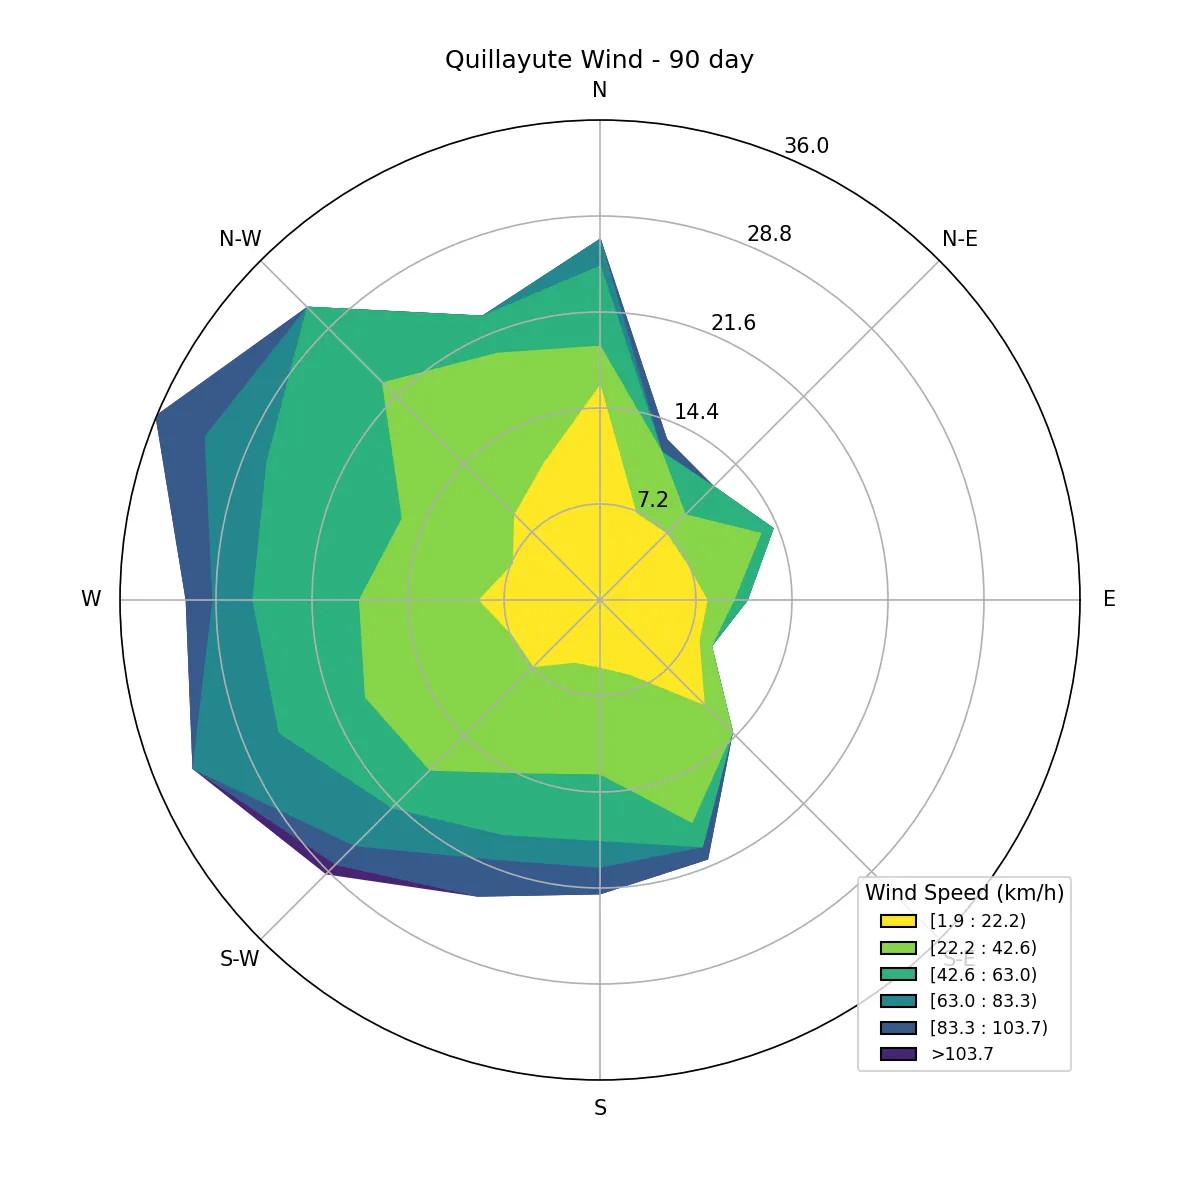 Quillayute Wind - 90 day
N
36.0
28.8
N-W
N-E
21.6
14.4
7.2
W
E
S-W
S-E
Wind Speed (km/h)
[1.9 : 22.2)
[22.2 : 42.6)
[42.6 : 63.0)
[63.0 : 83.3)
[83.3 : 103.7)
>103.7
S